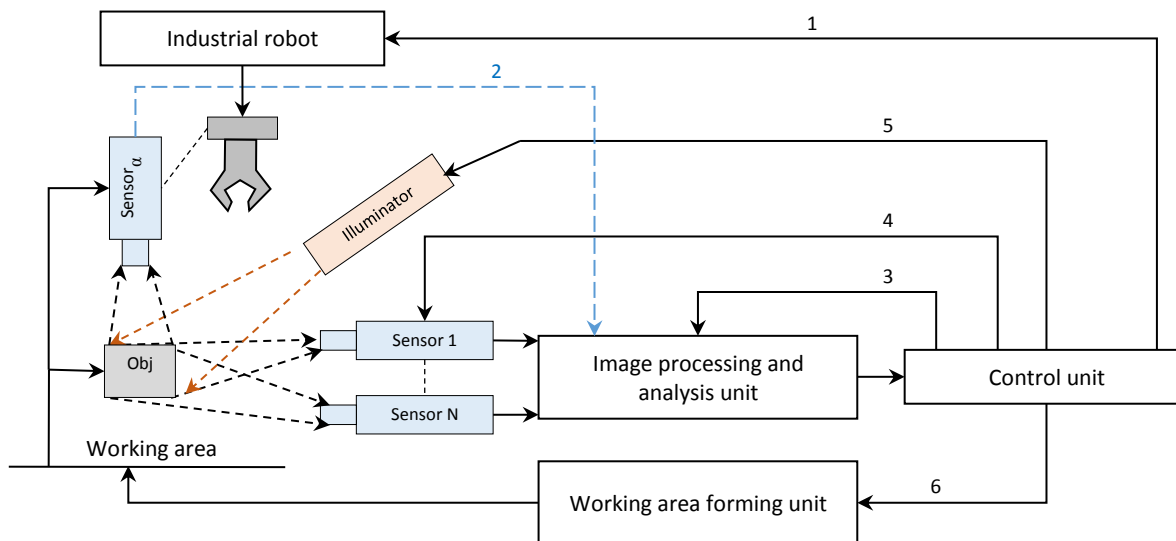 1
Industrial robot
2
5
Sensorα
Illuminator
4
3
Sensor 1
Obj
Image processing and
analysis unit
Control unit
Sensor N
Working area
6
Working area forming unit